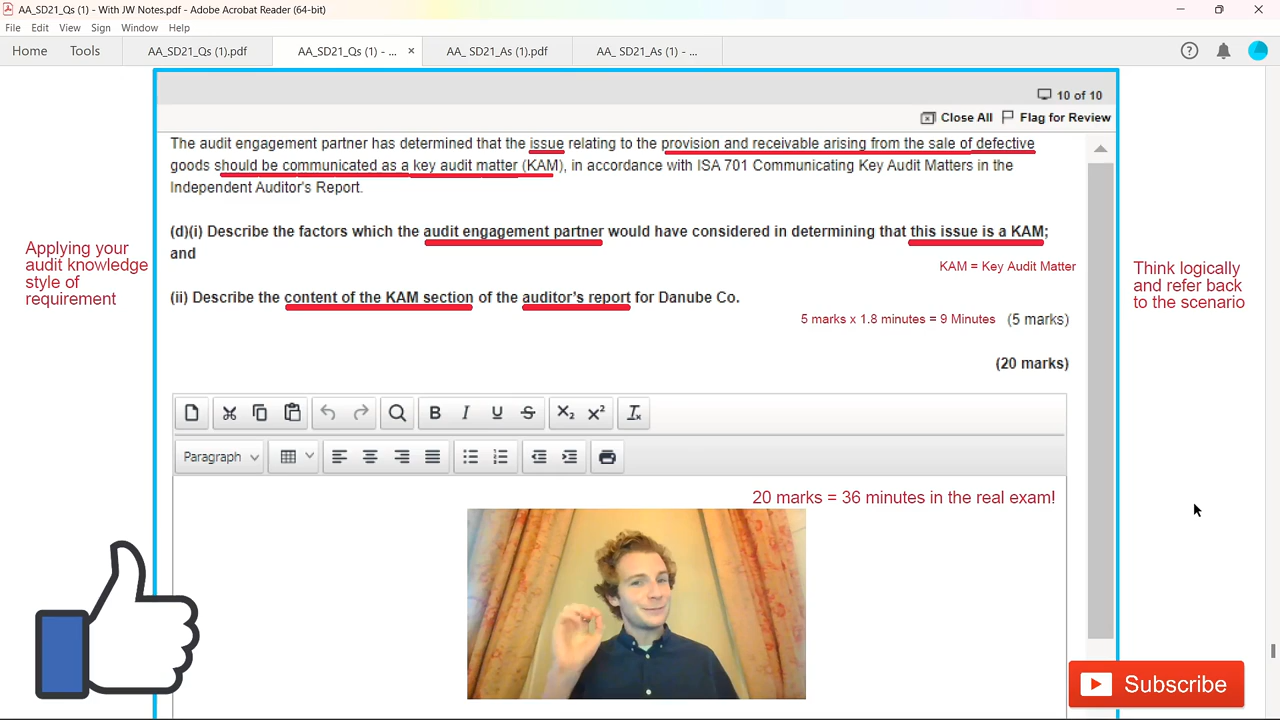 AA_SD21_Qs (1) - With JW Notes.pdf - Adobe Acrobat Reader (64-bit)
File Edit View Sign Window Help
Home Tools AA_SD21_Qs (1).pdf AA_SD21_Qs (1) - ... × AA_ SD21_As (1).pdf AA_ SD21_As (1) - ...
10 of 10
Close All Flag for Review
The audit engagement partner has determined that the issue relating to the provision and receivable arising from the sale of defective
goods should be communicated as a key audit matter (KAM), in accordance with ISA 701 Communicating Key Audit Matters in the
Independent Auditor's Report.
(d)(i) Describe the factors which the audit engagement partner would have considered in determining that this issue is a KAM;
and
KAM = Key Audit Matter
Applying your
audit knowledge
style of
requirement
Think logically
and refer back
to the scenario
(ii) Describe the content of the KAM section of the auditor's report for Danube Co.
5 marks x 1.8 minutes = 9 Minutes (5 marks)
(20 marks)
B I U S X₂ X² Tx
Paragraph
20 marks = 36 minutes in the real exam!
Subscribe